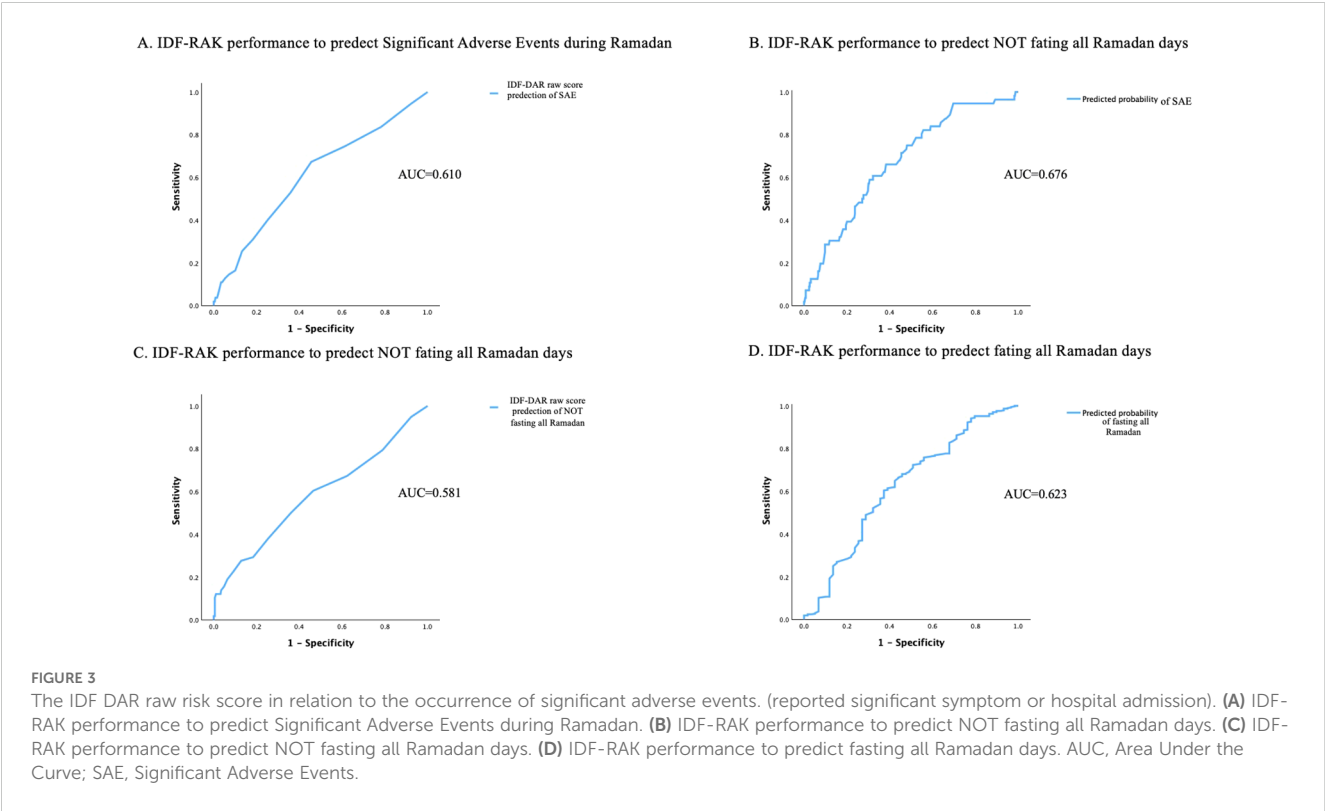 A. IDF-RAK performance to predect Significant Adverse Events during Ramadan
IDF-DAR raw score
predection of SAE
1.0
0.8
0.6
0.4
0.2
0.0
Sensitivity
AUC=0.610
0.0 0.2 0.4 0.6 0.8 1.0
1 - Specificity
B. IDF-RAK performance to predect NOT fating all Ramadan days
Predicted probability of SAE
1.0
0.8
0.6
0.4
0.2
0.0
Sensitivity
AUC=0.676
0.0 0.2 0.4 0.6 0.8 1.0
1 - Specificity
C. IDF-RAK performance to predect NOT fating all Ramadan days
IDF-DAR raw score
predection of NOT
fasting all Ramadan
1.0
0.8
0.6
0.4
0.2
0.0
Sensitivity
AUC=0.581
0.0 0.2 0.4 0.6 0.8 1.0
1 - Specificity
D. IDF-RAK performance to predect fating all Ramadan days
Predicted probability
of fasting all
Ramadan
1.0
0.8
0.6
0.4
0.2
0.0
Sensitivity
AUC=0.623
0.0 0.2 0.4 0.6 0.8 1.0
1 - Specificity
FIGURE 3
The IDF DAR raw risk score in relation to the occurrence of significant adverse events. (reported significant symptom or hospital admission). (A) IDF-
RAK performance to predict Significant Adverse Events during Ramadan. (B) IDF-RAK performance to predict NOT fasting all Ramadan days. (C) IDF-
RAK performance to predict NOT fasting all Ramadan days. (D) IDF-RAK performance to predict fasting all Ramadan days. AUC, Area Under the
Curve; SAE, Significant Adverse Events.